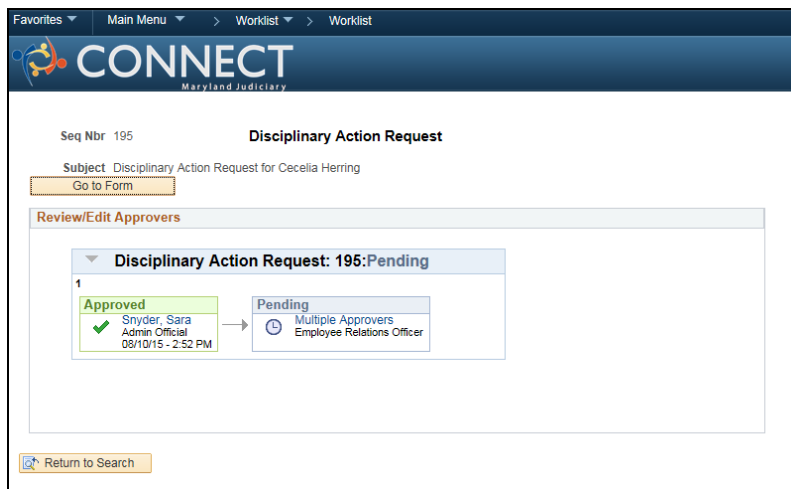 Favorites Main Menu > Worklist > Worklist
CONNECT
Maryland Judiciary
Seq Nbr 195 Disciplinary Action Request
Subject Disciplinary Action Request for Cecelia Herring
Go to Form
Review/Edit Approvers
Disciplinary Action Request: 195:Pending
1
Approved Pending
Snyder, Sara Multiple Approvers
Admin Official Employee Relations Officer
08/10/15 - 2:52 PM
Return to Search